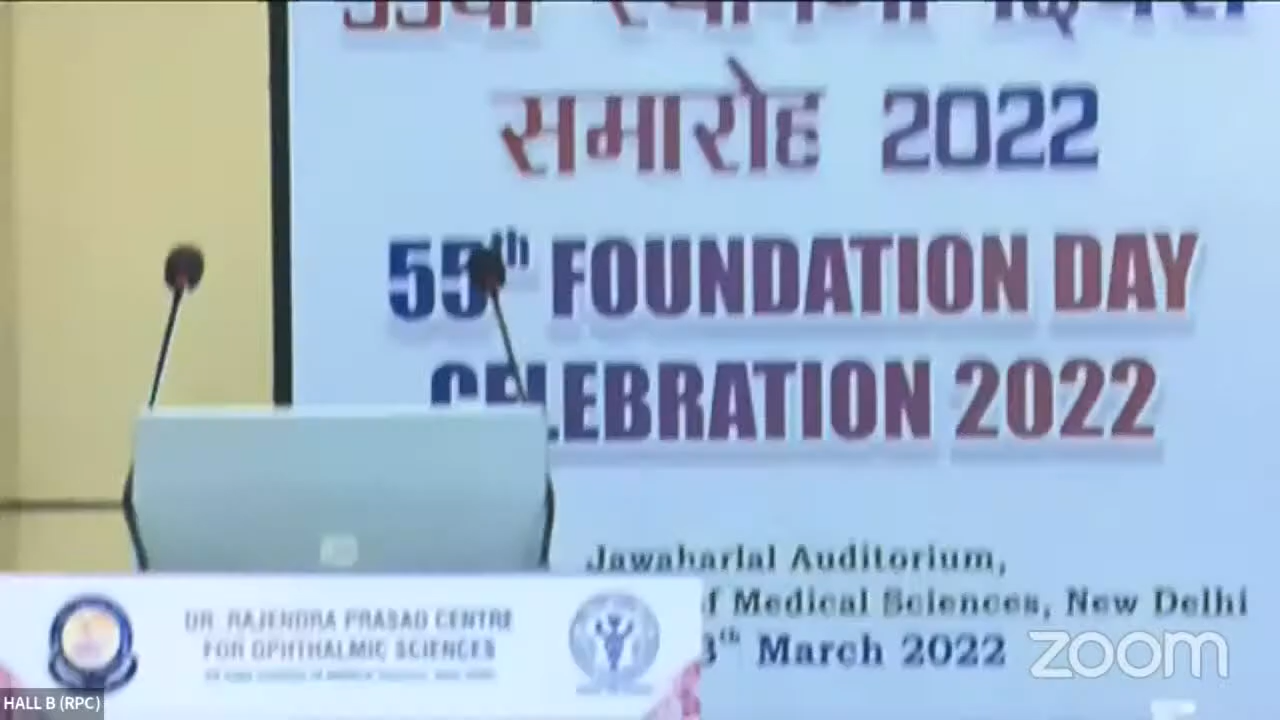 समारोह 2022
55th FOUNDATION DAY
CELEBRATION 2022
Jawaharlal Auditorium,
of Medical Sciences, New Delhi
March 2022
DR. RAJENDRA PRASAD CENTRE
FOR OPHTHALMIC SCIENCES
zoom
HALL B (RPC)